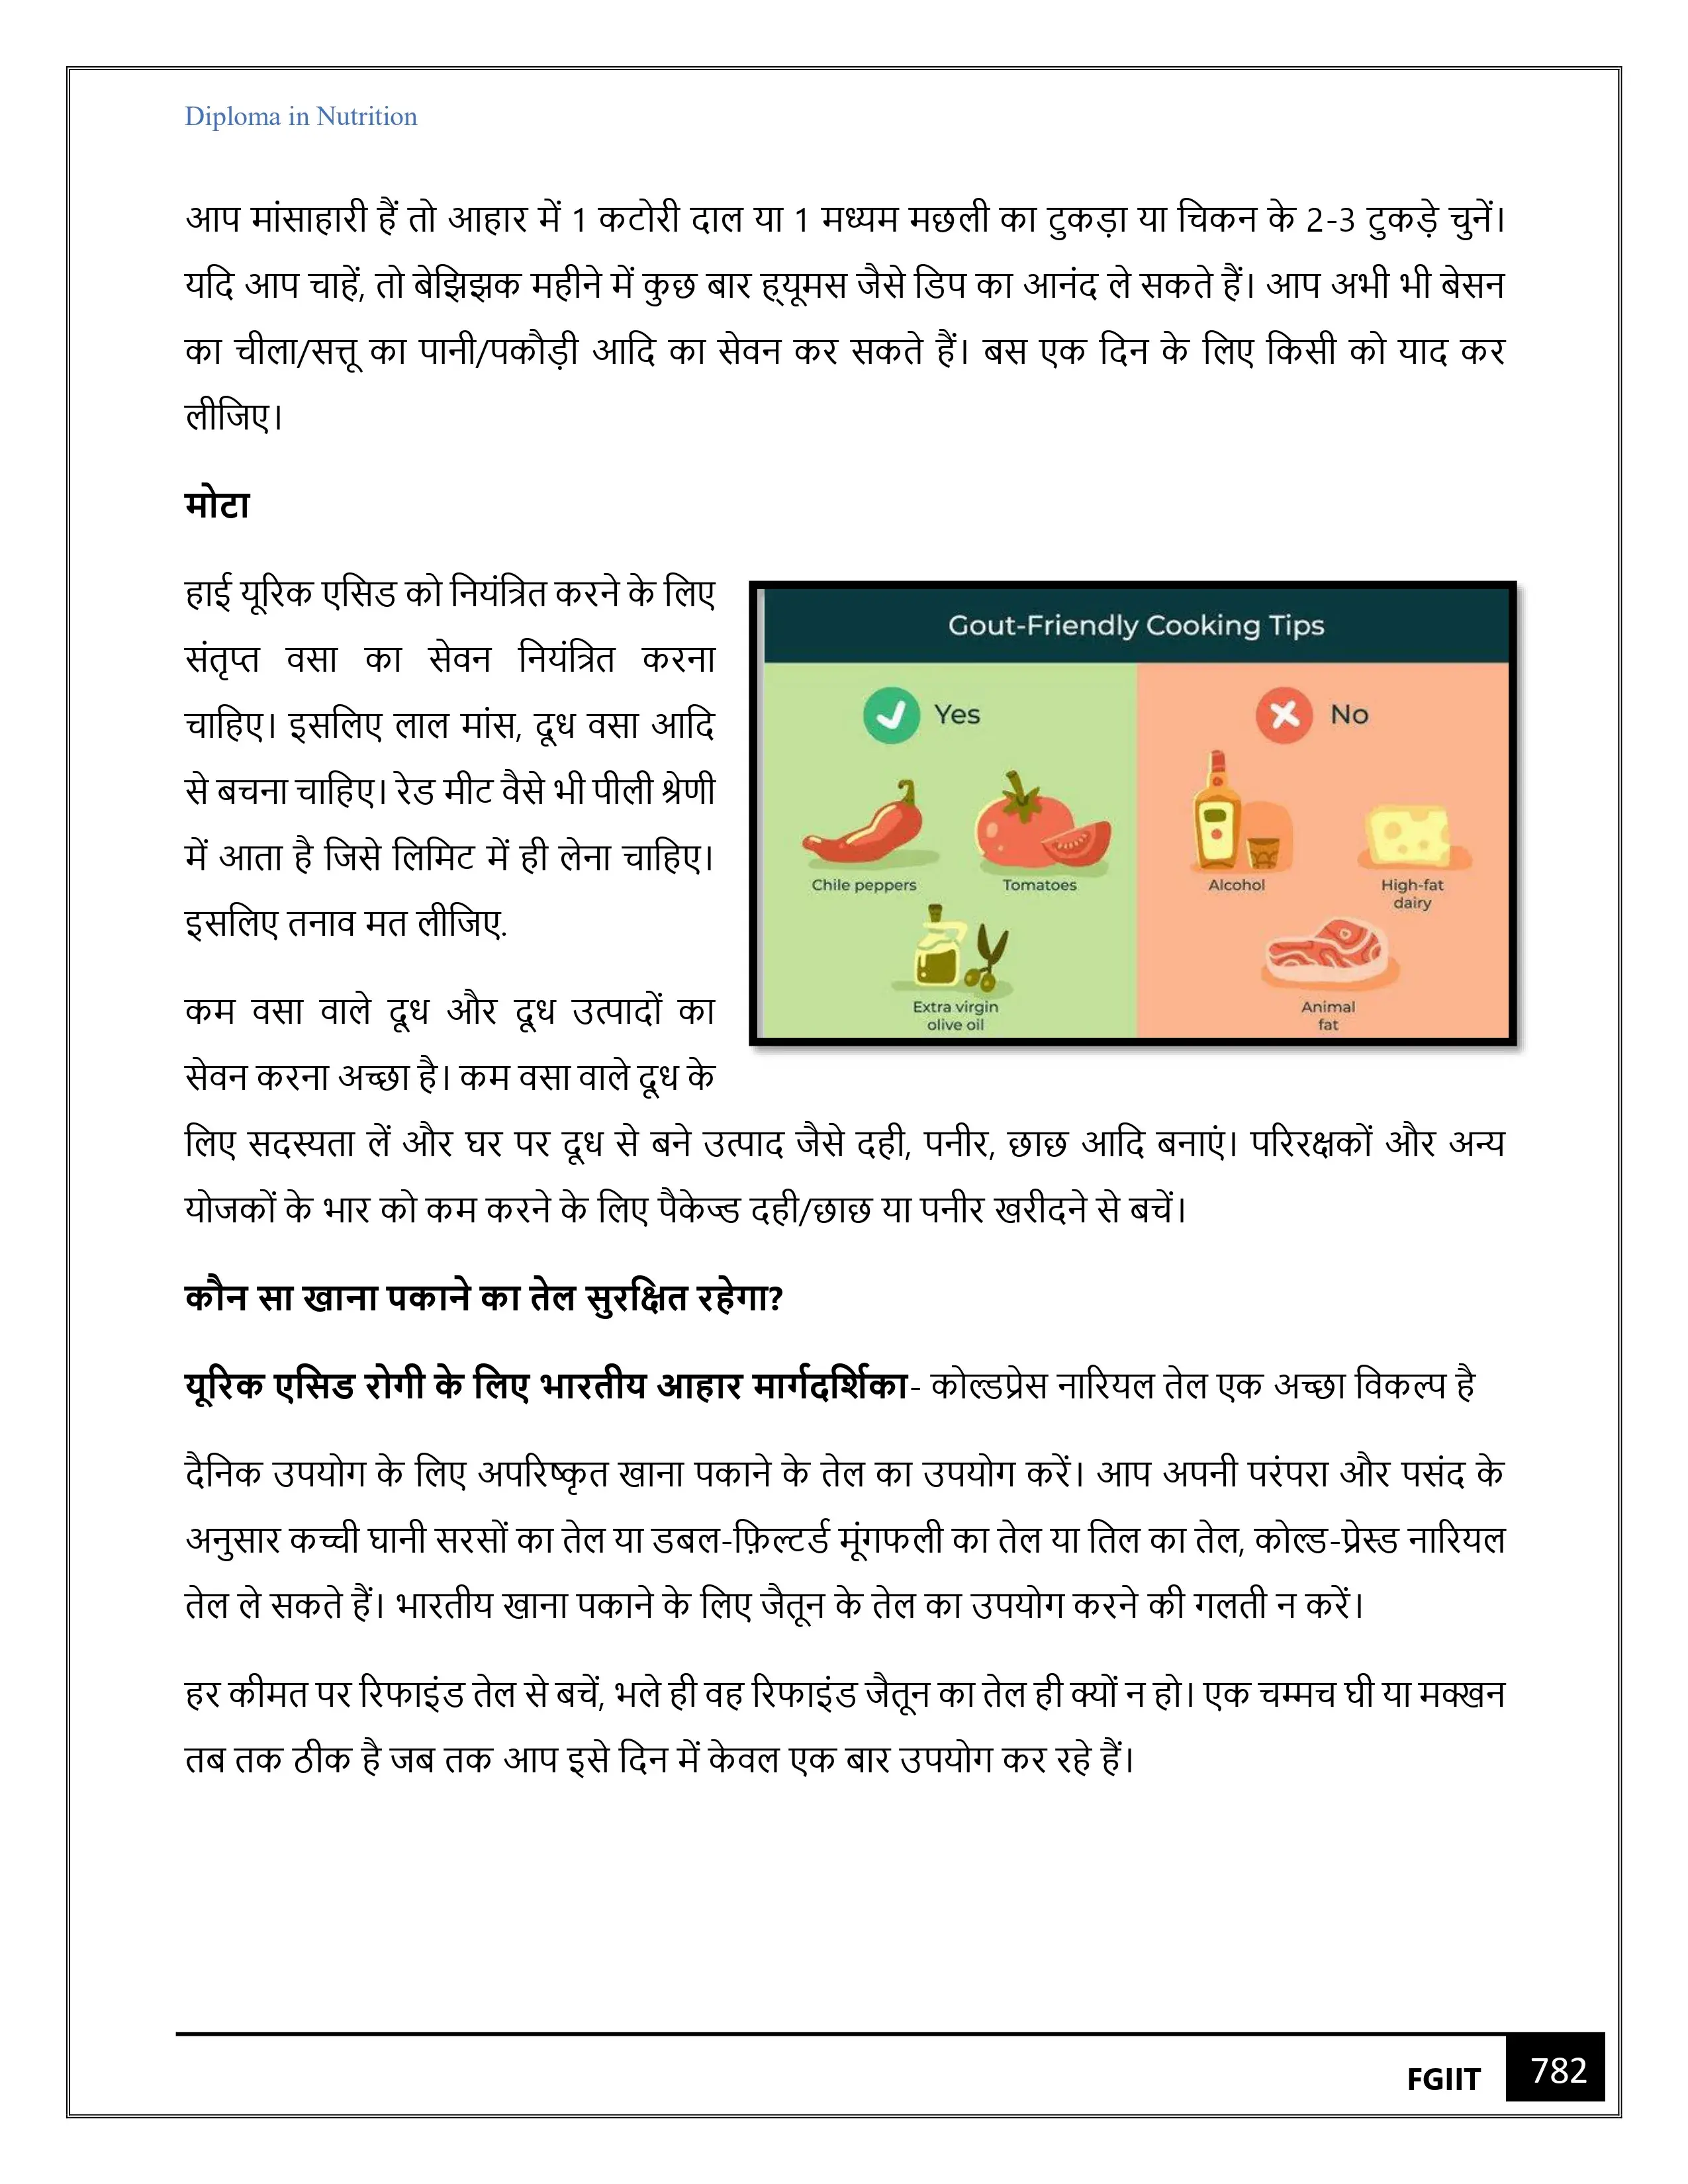 Diploma in Nutrition
आप मांसाहारी हैं तो आहार में 1 कटोरी दाल या 1 मध्यम मछली का टुकड़ा या चिकन के 2-3 टुकड़े चुनें।
यदि आप चाहें, तो बेझिझक महीने में कुछ बार ह्यूमस जैसे डिप का आनंद ले सकते हैं। आप अभी भी बेसन
का चीला/सत्तू का पानी/पकौड़ी आदि का सेवन कर सकते हैं। बस एक दिन के लिए किसी को याद कर
लीजिए।
मोटा
हाई यूरिक एसिड को नियंत्रित करने के लिए
संतृप्त वसा का सेवन नियंत्रित करना
चाहिए। इसलिए लाल मांस, दूध वसा आदि
से बचना चाहिए। रेड मीट वैसे भी पीली श्रेणी
में आता है जिसे लिमिट में ही लेना चाहिए।
इसलिए तनाव मत लीजिए.
Gout-Friendly Cooking Tips
Yes
No
Chile peppers
Tomatoes
Alcohol
High-fat
dairy
Extra virgin
olive oil
Animal
fat
कम वसा वाले दूध और दूध उत्पादों का
सेवन करना अच्छा है। कम वसा वाले दूध के
लिए सदस्यता लें और घर पर दूध से बने उत्पाद जैसे दही, पनीर, छाछ आदि बनाएं। परिरक्षकों और अन्य
योजकों के भार को कम करने के लिए पैकेज्ड दही/छाछ या पनीर खरीदने से बचें।
कौन सा खाना पकाने का तेल सुरक्षित रहेगा?
यूरिक एसिड रोगी के लिए भारतीय आहार मार्गदर्शिका- कोल्डप्रेस नारियल तेल एक अच्छा विकल्प है
दैनिक उपयोग के लिए अपरिष्कृत खाना पकाने के तेल का उपयोग करें। आप अपनी परंपरा और पसंद के
अनुसार कच्ची घानी सरसों का तेल या डबल-फ़िल्टर्ड मूंगफली का तेल या तिल का तेल, कोल्ड-प्रेस्ड नारियल
तेल ले सकते हैं। भारतीय खाना पकाने के लिए जैतून के तेल का उपयोग करने की गलती न करें।
हर कीमत पर रिफाइंड तेल से बचें, भले ही वह रिफाइंड जैतून का तेल ही क्यों न हो। एक चम्मच घी या मक्खन
तब तक ठीक है जब तक आप इसे दिन में केवल एक बार उपयोग कर रहे हैं।
FGIIT
782